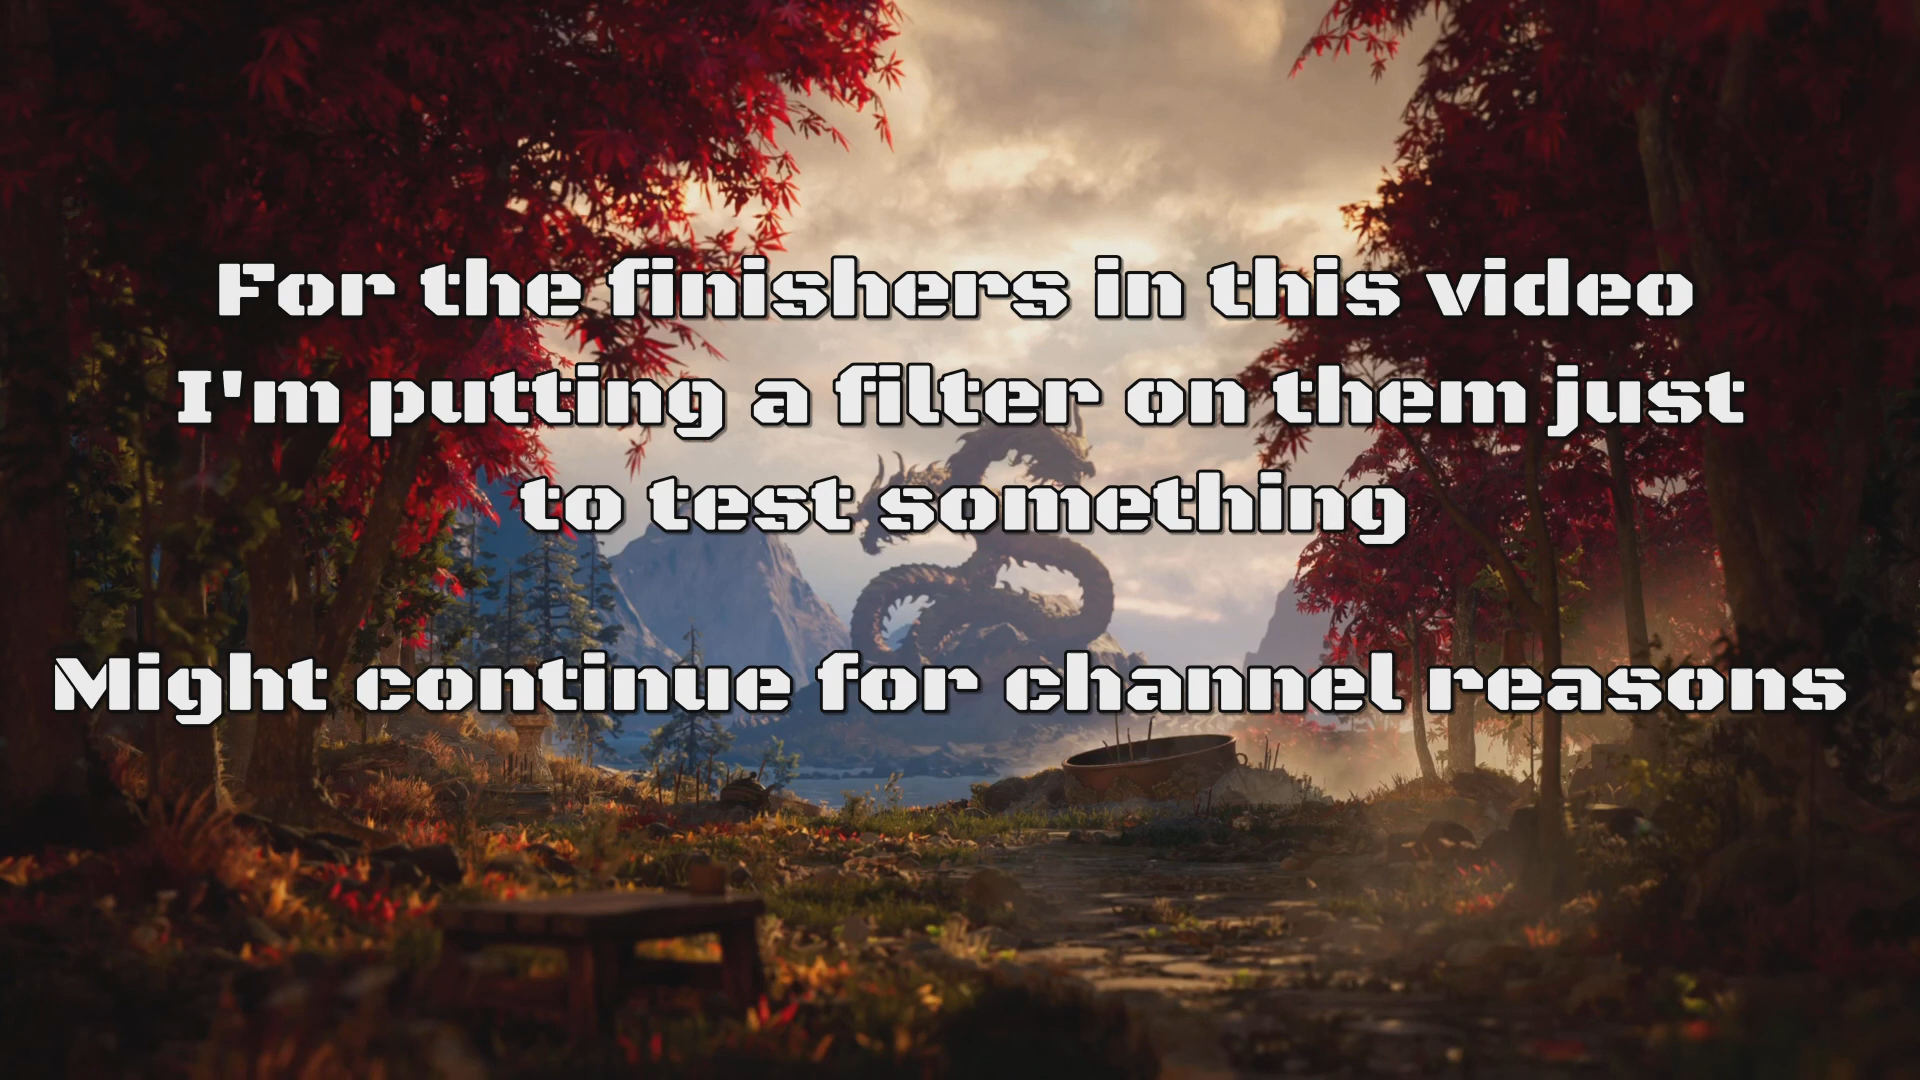 For the finishers in this video
I'm putting a filter on them just
to test something
Might continue for channel reasons